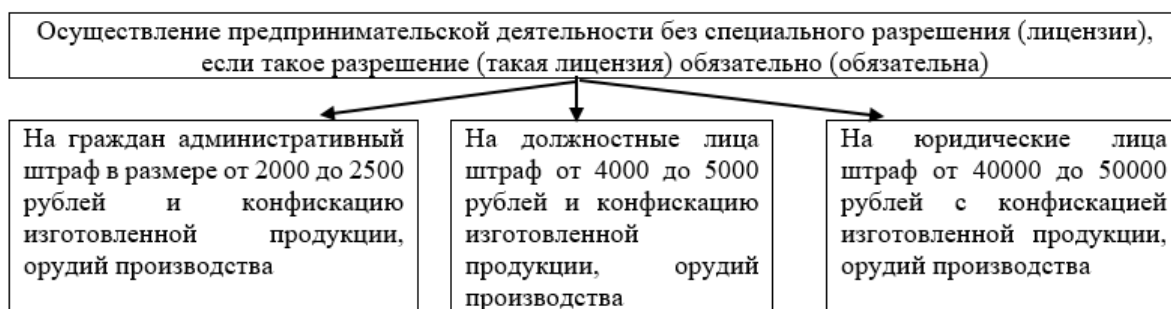 Осуществление предпринимательской деятельности без специального разрешения (лицензии),
если такое разрешение (такая лицензия) обязательно (обязательна)
На граждан административный
штраф в размере от 2000 до 2500
рублей и конфискацию
изготовленной продукции,
орудий производства
На должностные лица
штраф от 4000 до 5000
рублей и конфискацию
изготовленной
продукции, орудий
производства
На юридические лица
штраф от 40000 до 50000
рублей с конфискацией
изготовленной продукции,
орудий производства